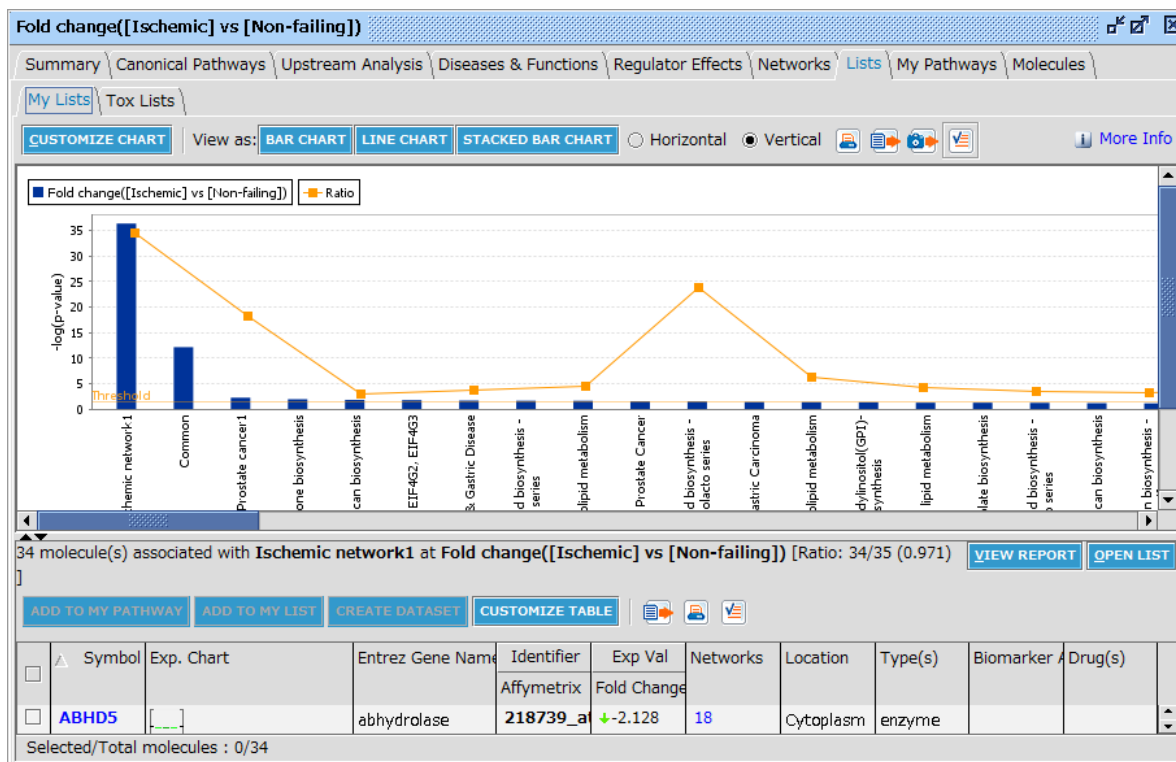 Fold change([Ischemic] vs [Non-failing])
Summary Canonical Pathways Upstream Analysis Diseases & Functions Regulator Effects Networks Lists My Pathways Molecules
My Lists Tox Lists
CUSTOMIZE CHART View as: BAR CHART LINE CHART STACKED BAR CHART Horizontal Vertical More Info
Fold change([Ischemic] vs [Non-failing]) Ratio
-log(p-value)
35
30
25
20
15
10
5
0
Threshold
chemic network1
Common
Prostate cancer1
one biosynthesis
can biosynthesis
EIF4G2, EIF4G3
& Gastric Disease
d biosynthesis -
series
olipid metabolism
Prostate Cancer
d biosynthesis -
olacto series
astric Carcinoma
olipid metabolism
dylinositol(GPI)-
synthesis
lipid metabolism
olate biosynthesis
d biosynthesis -
o series
can biosynthesis
n biosynthesis -
34 molecule(s) associated with Ischemic network1 at Fold change([Ischemic] vs [Non-failing]) [Ratio: 34/35 (0.971)
]
VIEW REPORT OPEN LIST
ADD TO MY PATHWAY ADD TO MY LIST CREATE DATASET CUSTOMIZE TABLE
Symbol Exp. Chart Entrez Gene Name Identifier Exp Val Networks Location Type(s) Biomarker A Drug(s)
Affymetrix Fold Change
ABHD5 [___] abhydrolase 218739_at -2.128 18 Cytoplasm enzyme
Selected/Total molecules : 0/34